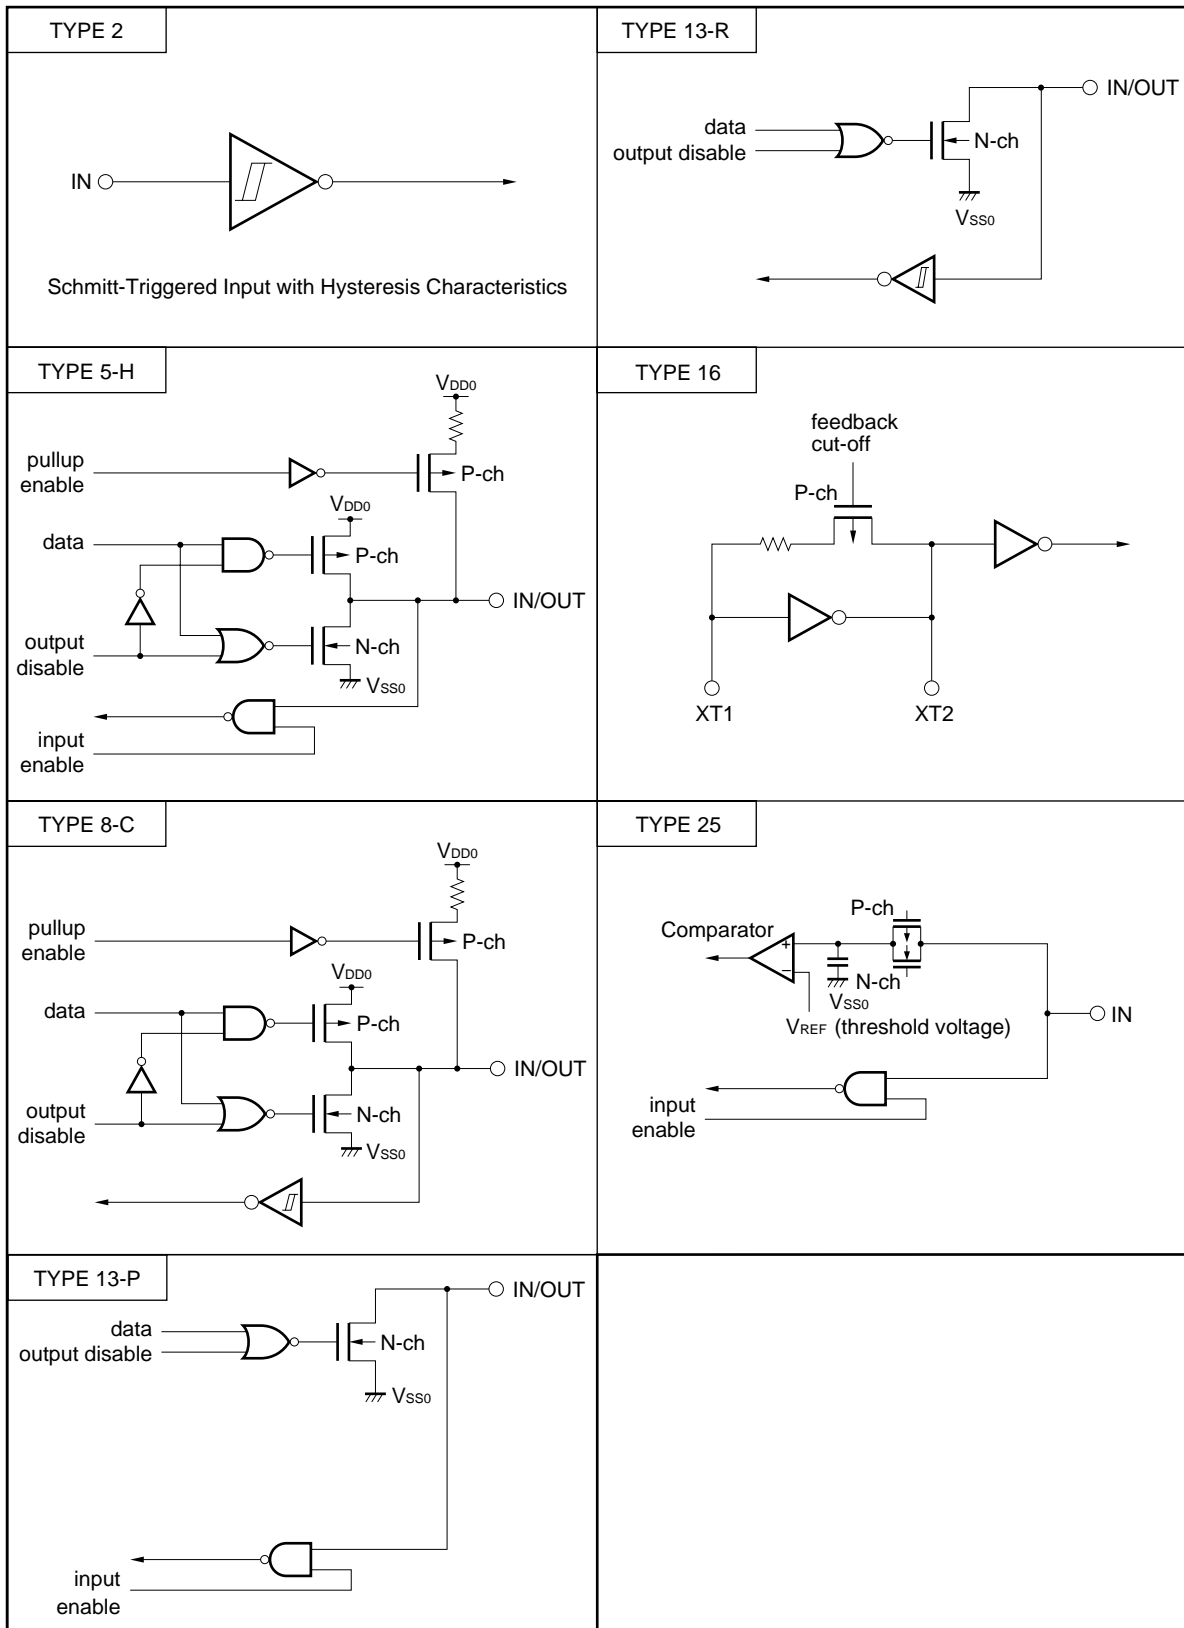 TYPE 2
IN
Schmitt-Triggered Input with Hysteresis Characteristics
TYPE 13-R
IN/OUT
data
output disable
N-ch
VSS0
TYPE 5-H
VDD0
pullup
enable
P-ch
VDD0
data
P-ch
IN/OUT
output
disable
N-ch
VSS0
input
enable
TYPE 16
feedback
cut-off
P-ch
XT1
XT2
TYPE 8-C
VDD0
pullup
enable
P-ch
VDD0
data
P-ch
IN/OUT
output
disable
N-ch
VSS0
TYPE 25
P-ch
Comparator
+
−
N-ch
VSS0
VREF (threshold voltage)
IN
input
enable
TYPE 13-P
IN/OUT
data
output disable
N-ch
VSS0
input
enable